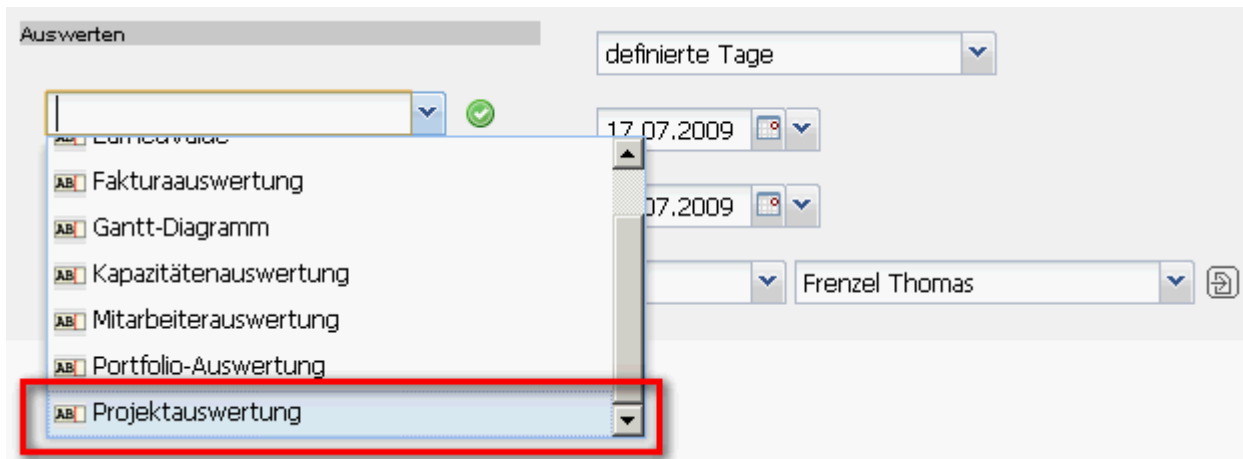 Auswerten
definierte Tage
17.07.2009
07.2009
Fakturaauswertung
Gantt-Diagramm
Kapazitätenauswertung
Frenzel Thomas
Mitarbeiterauswertung
Portfolio-Auswertung
Projektauswertung